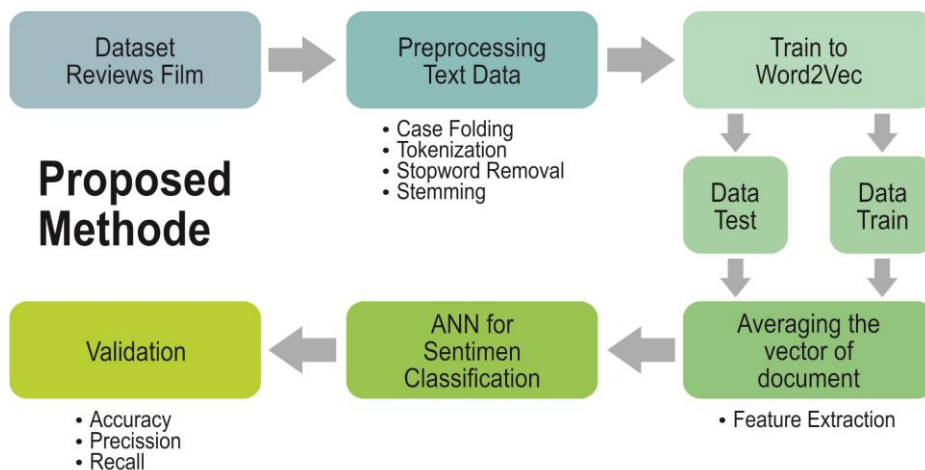 Dataset
Reviews Film
Preprocessing
Text Data
• Case Folding
• Tokenization
• Stopword Removal
• Stemming
Train to
Word2Vec
Proposed
Methode
Data
Test
Data
Train
Averaging the
vector of
document
• Feature Extraction
ANN for
Sentimen
Classification
Validation
• Accuracy
• Precission
• Recall